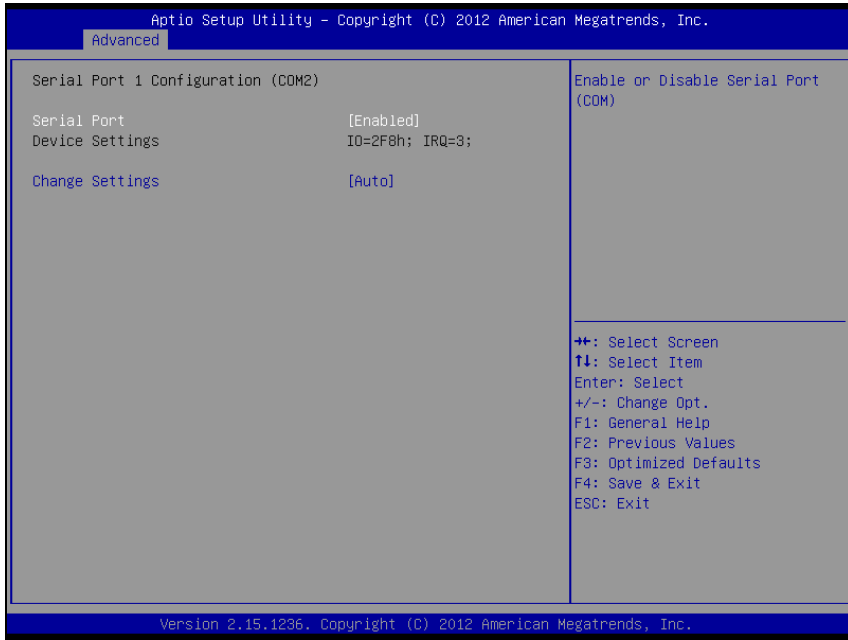 Aptio Setup Utility – Copyright (C) 2012 American Megatrends, Inc.
Advanced
Serial Port 1 Configuration (COM2)
Serial Port [Enabled]
Device Settings IO=2F8h; IRQ=3;
Change Settings [Auto]
Enable or Disable Serial Port
(COM)
→←: Select Screen
↑↓: Select Item
Enter: Select
+/-: Change Opt.
F1: General Help
F2: Previous Values
F3: Optimized Defaults
F4: Save & Exit
ESC: Exit
Version 2.15.1236. Copyright (C) 2012 American Megatrends, Inc.